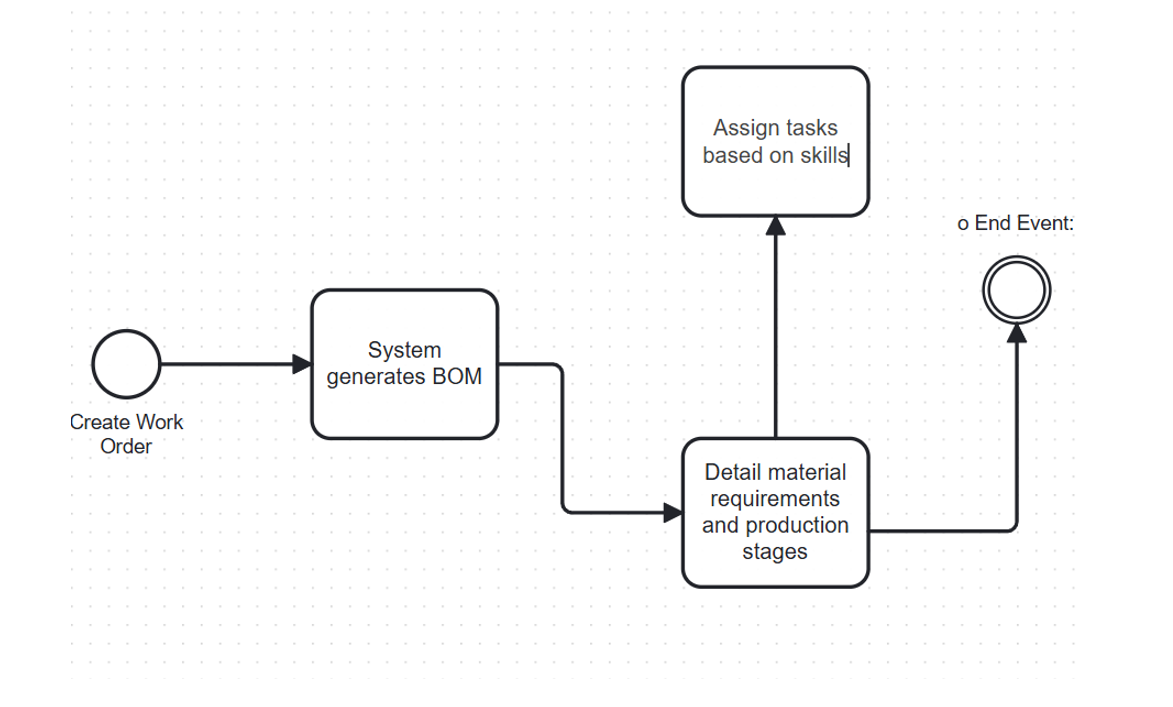 Assign tasks
based on skills
o End Event:
System
generates BOM
Create Work
Order
Detail material
requirements
and production
stages